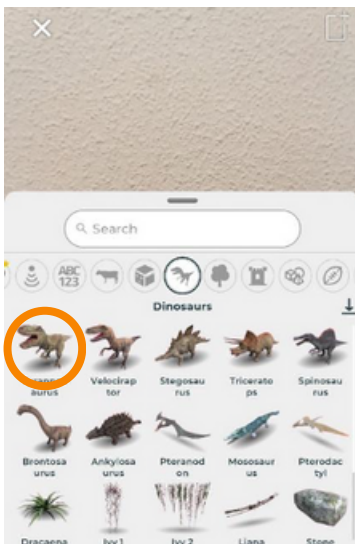 Search
ABC
123
Dinosaurs
aurus
Velocirap
tor
Stegosau
rus
Tricerato
ps
Spinosau
rus
Brontosa
urus
Ankylosa
urus
Pteranod
on
Mososaur
us
Pterodac
tyl
Dracaena
Ivy 1
Ivy 2
Liana
Stone